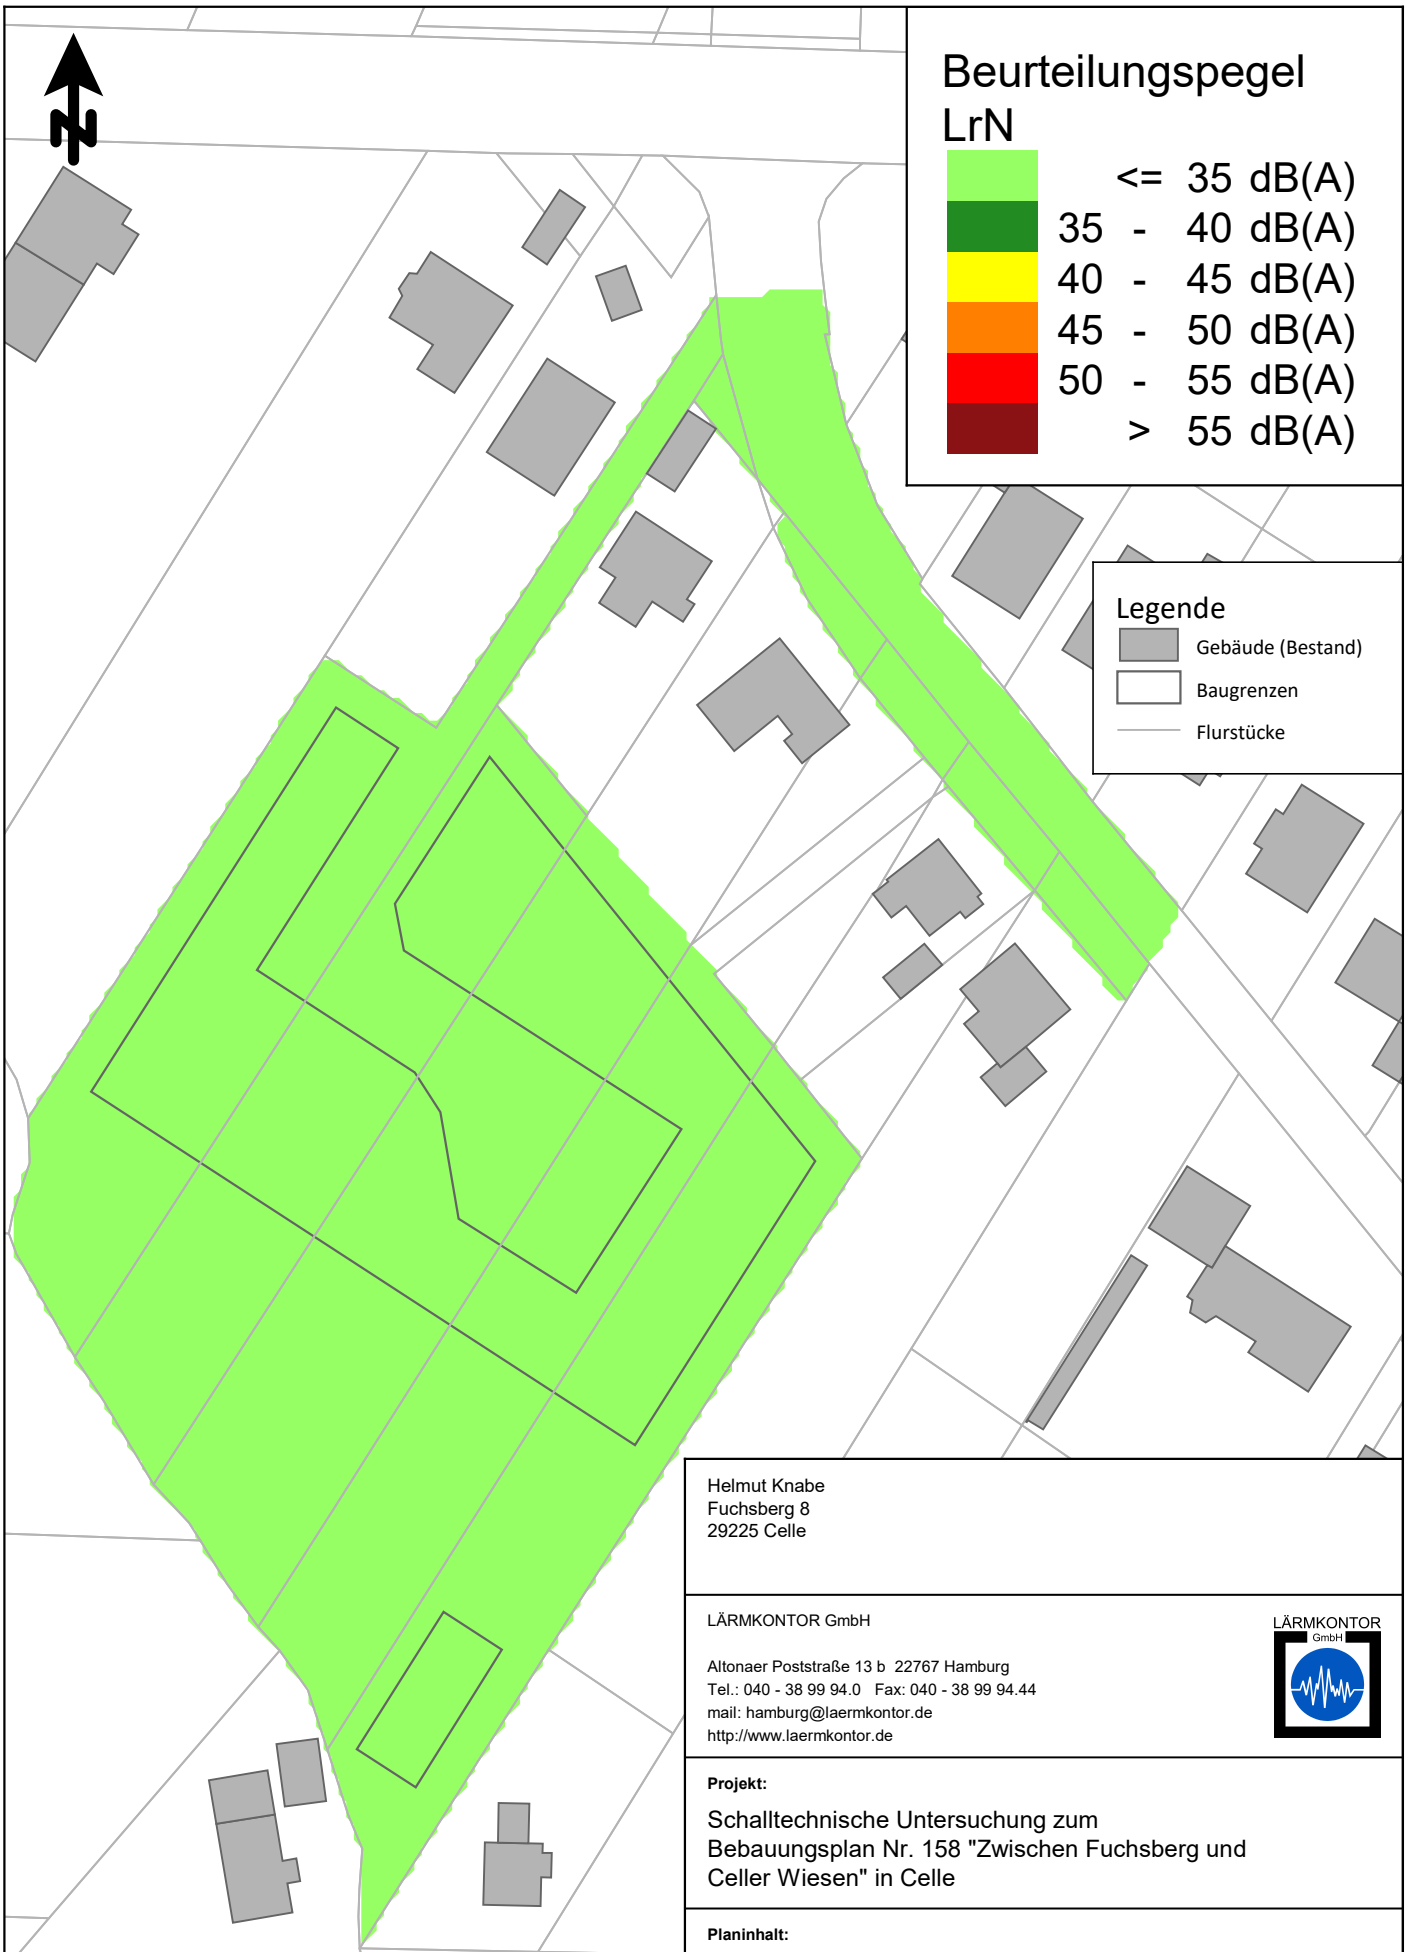 N
Beurteilungspegel
LrN
<= 35 dB(A)
35 - 40 dB(A)
40 - 45 dB(A)
45 - 50 dB(A)
50 - 55 dB(A)
> 55 dB(A)
Legende
Gebäude (Bestand)
Baugrenzen
Flurstücke
Helmut Knabe
Fuchsberg 8
29225 Celle
LÄRMKONTOR GmbH
Altonaer Poststraße 13 b 22767 Hamburg
Tel.: 040 - 38 99 94.0 Fax: 040 - 38 99 94.44
mail: hamburg@laermkontor.de
http://www.laermkontor.de
LÄRMKONTOR
GmbH
Projekt:
Schalltechnische Untersuchung zum
Bebauungsplan Nr. 158 "Zwischen Fuchsberg und
Celler Wiesen" in Celle
Planinhalt: